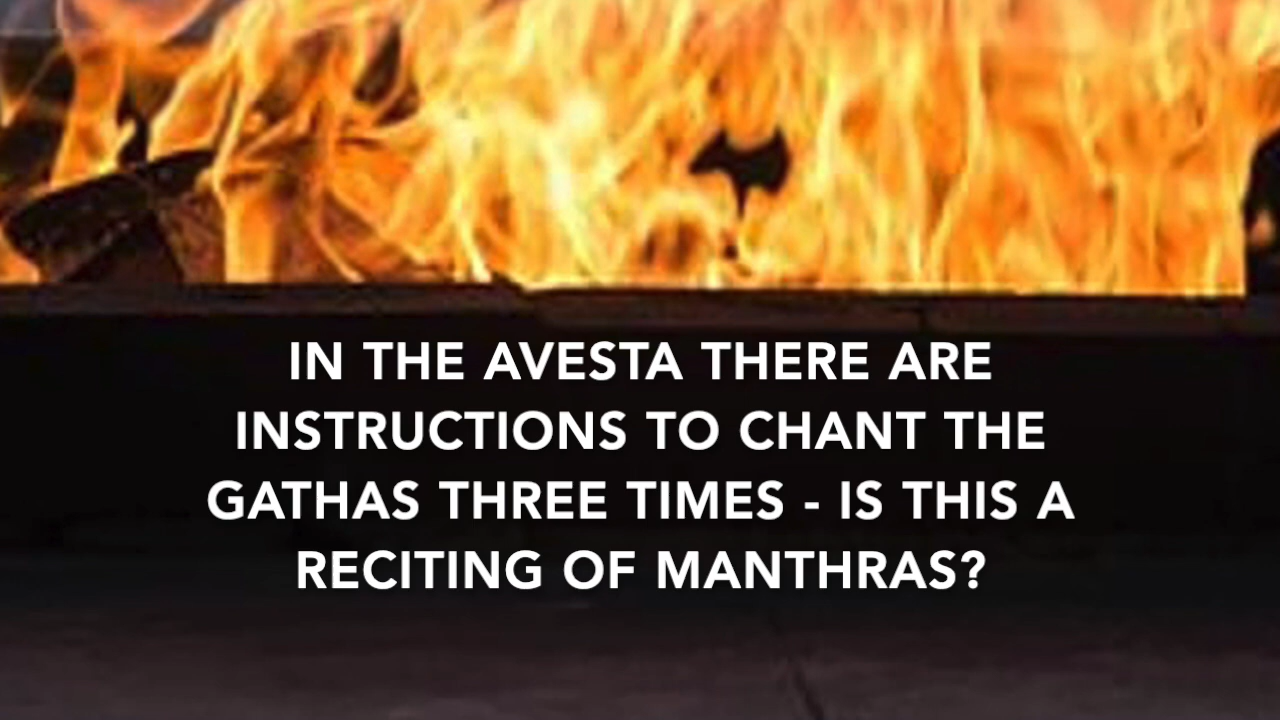 IN THE AVESTA THERE ARE
INSTRUCTIONS TO CHANT THE
GATHAS THREE TIMES - IS THIS A
RECITING OF MANTHRAS?